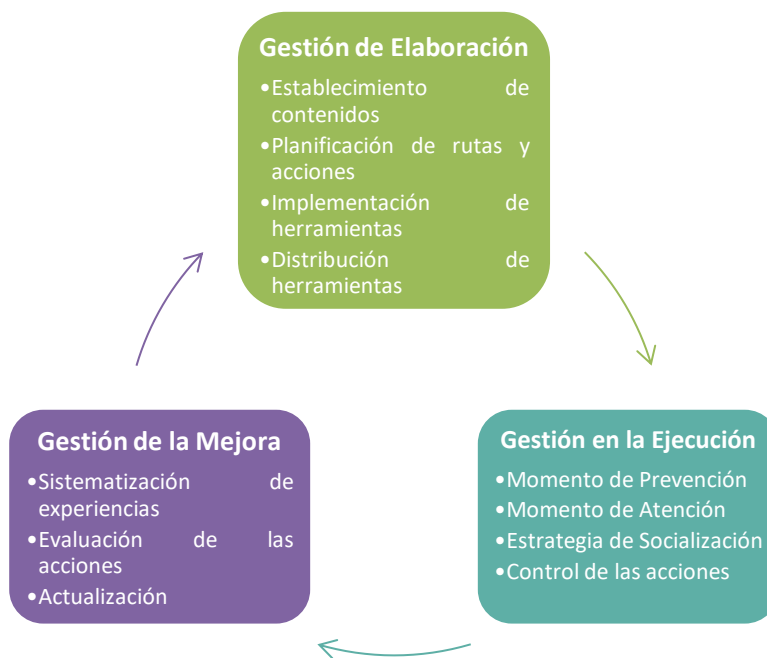 Gestión de Elaboración
•Establecimiento de
contenidos
•Planificación de rutas y
acciones
•Implementación de
herramientas
•Distribución de
herramientas
Gestión de la Mejora
•Sistematización de
experiencias
•Evaluación de las
acciones
•Actualización
Gestión en la Ejecución
•Momento de Prevención
•Momento de Atención
•Estrategia de Socialización
•Control de las acciones